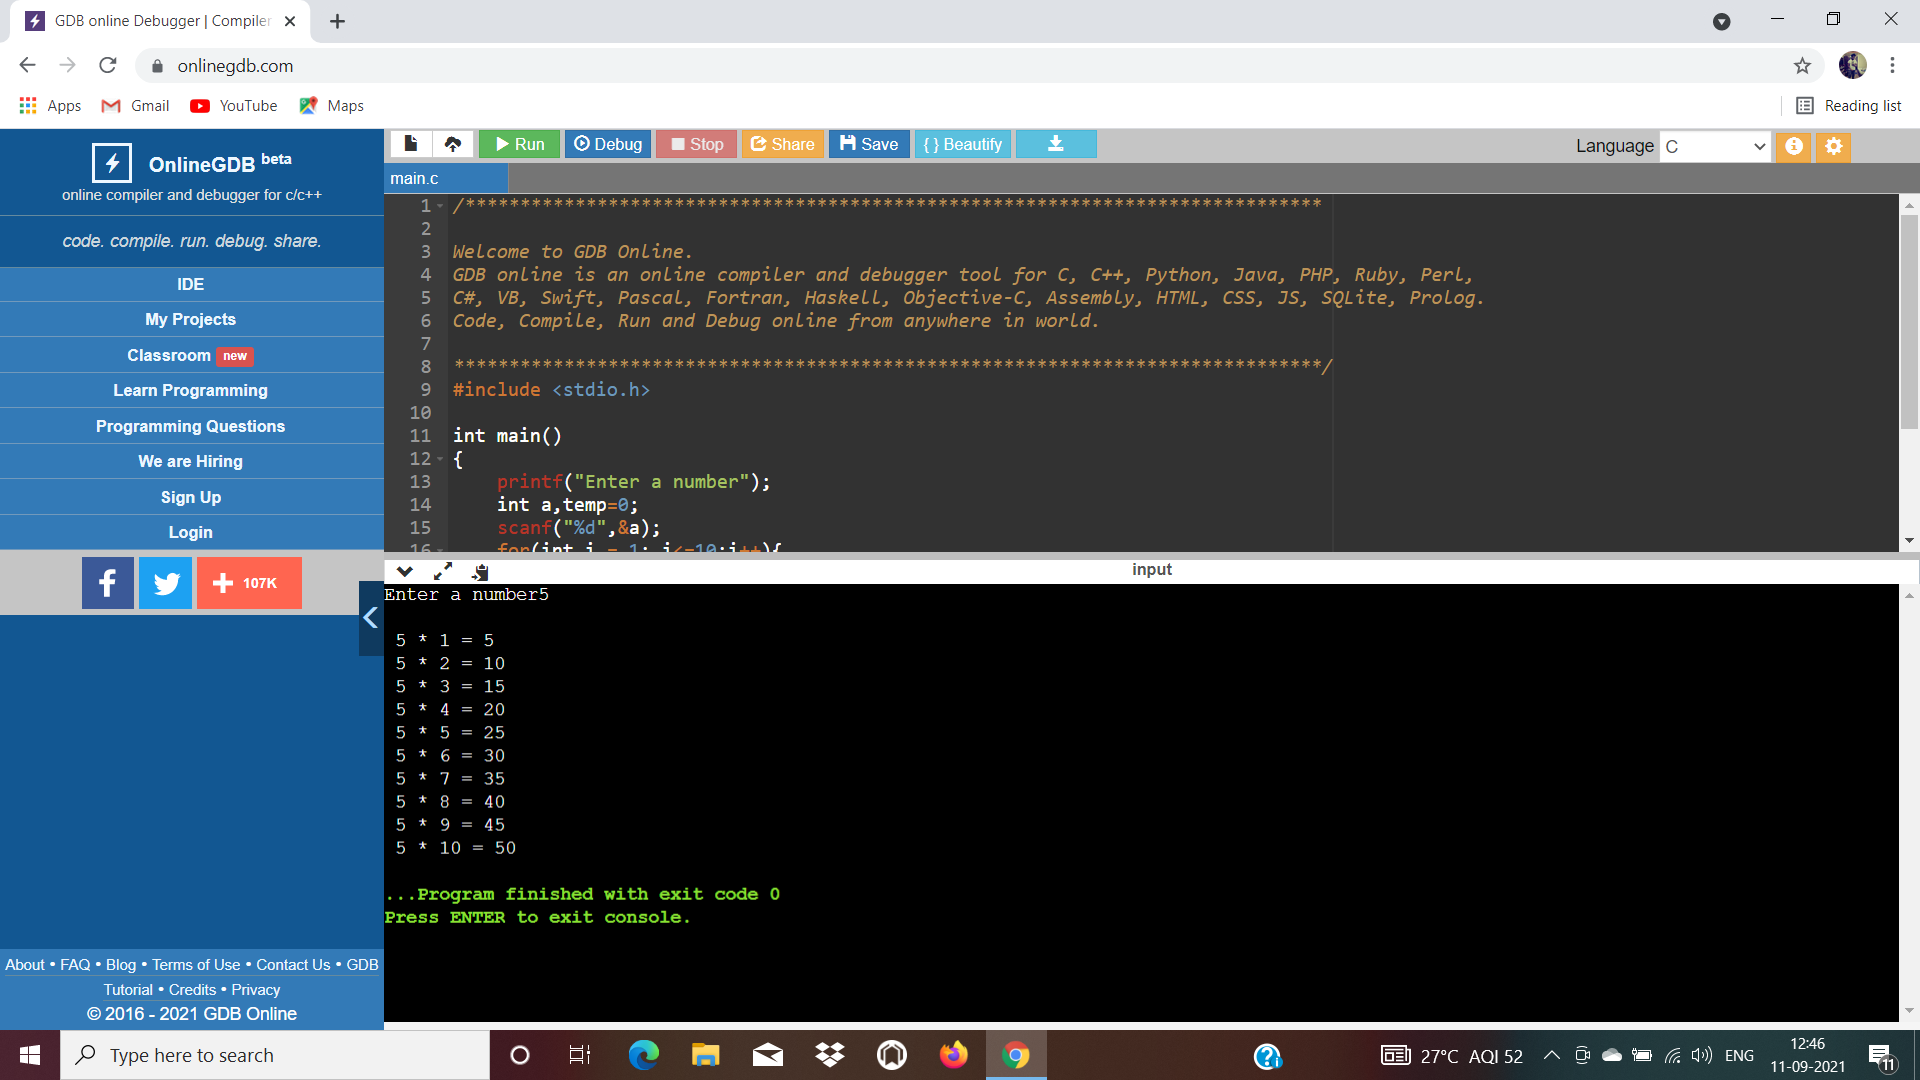 GDB online Debugger | Compiler
onlinegdb.com
Apps Gmail YouTube Maps Reading list
OnlineGDB beta
online compiler and debugger for c/c++
code. compile. run. debug. share.
IDE
My Projects
Classroom new
Learn Programming
Programming Questions
We are Hiring
Sign Up
Login
f + 107K
About • FAQ • Blog • Terms of Use • Contact Us • GDB
Tutorial • Credits • Privacy
© 2016 - 2021 GDB Online
Run Debug Stop Share Save { } Beautify Language C
main.c
1 /******************************************************************************
2
3 Welcome to GDB Online.
4 GDB online is an online compiler and debugger tool for C, C++, Python, Java, PHP, Ruby, Perl,
5 C#, VB, Swift, Pascal, Fortran, Haskell, Objective-C, Assembly, HTML, CSS, JS, SQLite, Prolog.
6 Code, Compile, Run and Debug online from anywhere in world.
7
8 *******************************************************************************/
9 #include <stdio.h>
10
11 int main()
12 {
13 printf("Enter a number");
14 int a,temp=0;
15 scanf("%d",&a);
16 for(int i = 1; i<=10;i++){
input
Enter a number5
5 * 1 = 5
5 * 2 = 10
5 * 3 = 15
5 * 4 = 20
5 * 5 = 25
5 * 6 = 30
5 * 7 = 35
5 * 8 = 40
5 * 9 = 45
5 * 10 = 50
...Program finished with exit code 0
Press ENTER to exit console.
Type here to search
27°C AQI 52 ENG
12:46
11-09-2021
11